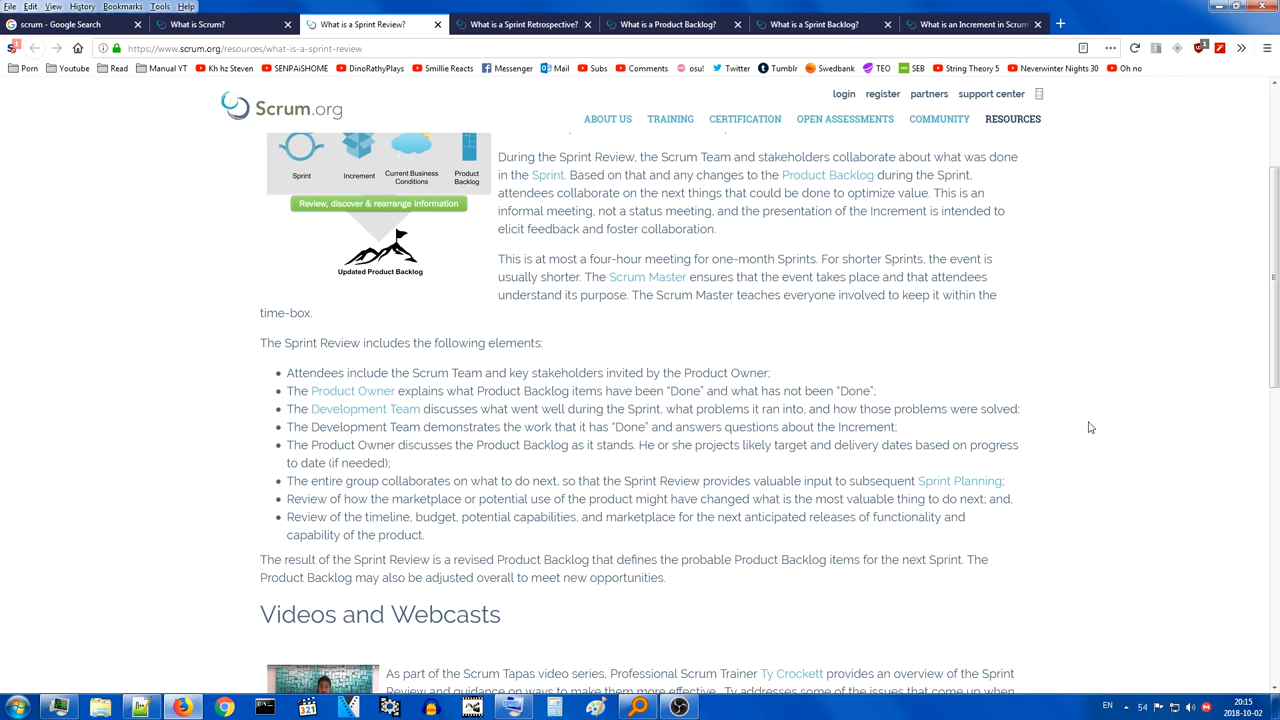 File Edit View History Bookmarks Tools Help
scrum - Google Search
What is Scrum?
What is a Sprint Review?
What is a Sprint Retrospective?
What is a Product Backlog?
What is a Sprint Backlog?
What is an Increment in Scrum
https://www.scrum.org/resources/what-is-a-sprint-review
Porn Youtube Read Manual YT Kh hz Steven SENPAiSHOME DinoRathyPlays Smillie Reacts Messenger Mail Subs Comments osu! Twitter Tumblr Swedbank TEO SEB String Theory 5 Neverwinter Nights 30 Oh no
Scrum.org
login register partners support center
ABOUT US TRAINING CERTIFICATION OPEN ASSESSMENTS COMMUNITY RESOURCES
Sprint
Increment
Current Business
Conditions
Product
Backlog
Review, discover & rearrange information
Updated Product Backlog
During the Sprint Review, the Scrum Team and stakeholders collaborate about what was done
in the Sprint. Based on that and any changes to the Product Backlog during the Sprint,
attendees collaborate on the next things that could be done to optimize value. This is an
informal meeting, not a status meeting, and the presentation of the Increment is intended to
elicit feedback and foster collaboration.
This is at most a four-hour meeting for one-month Sprints. For shorter Sprints, the event is
usually shorter. The Scrum Master ensures that the event takes place and that attendees
understand its purpose. The Scrum Master teaches everyone involved to keep it within the
time-box.
The Sprint Review includes the following elements:
• Attendees include the Scrum Team and key stakeholders invited by the Product Owner;
• The Product Owner explains what Product Backlog items have been “Done” and what has not been “Done”;
• The Development Team discusses what went well during the Sprint, what problems it ran into, and how those problems were solved;
• The Development Team demonstrates the work that it has “Done” and answers questions about the Increment;
• The Product Owner discusses the Product Backlog as it stands. He or she projects likely target and delivery dates based on progress
to date (if needed);
• The entire group collaborates on what to do next, so that the Sprint Review provides valuable input to subsequent Sprint Planning;
• Review of how the marketplace or potential use of the product might have changed what is the most valuable thing to do next; and,
• Review of the timeline, budget, potential capabilities, and marketplace for the next anticipated releases of functionality and
capability of the product.
The result of the Sprint Review is a revised Product Backlog that defines the probable Product Backlog items for the next Sprint. The
Product Backlog may also be adjusted overall to meet new opportunities.
Videos and Webcasts
As part of the Scrum Tapas video series, Professional Scrum Trainer Ty Crockett provides an overview of the Sprint
Review and guidance on ways to make them more effective. Ty addresses some of the issues that come up when
EN 54 20:15
2018-10-02